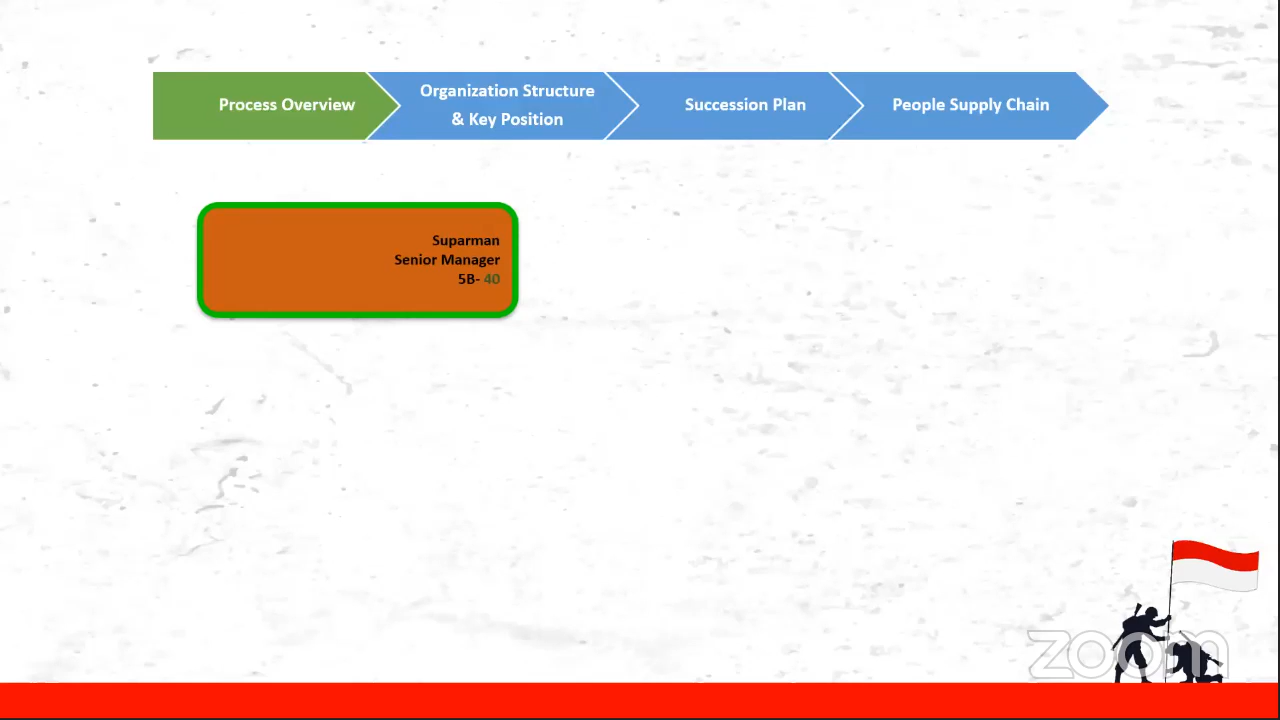 Process Overview
Organization Structure
& Key Position
Succession Plan
People Supply Chain
Suparman
Senior Manager
5B- 40
zoom